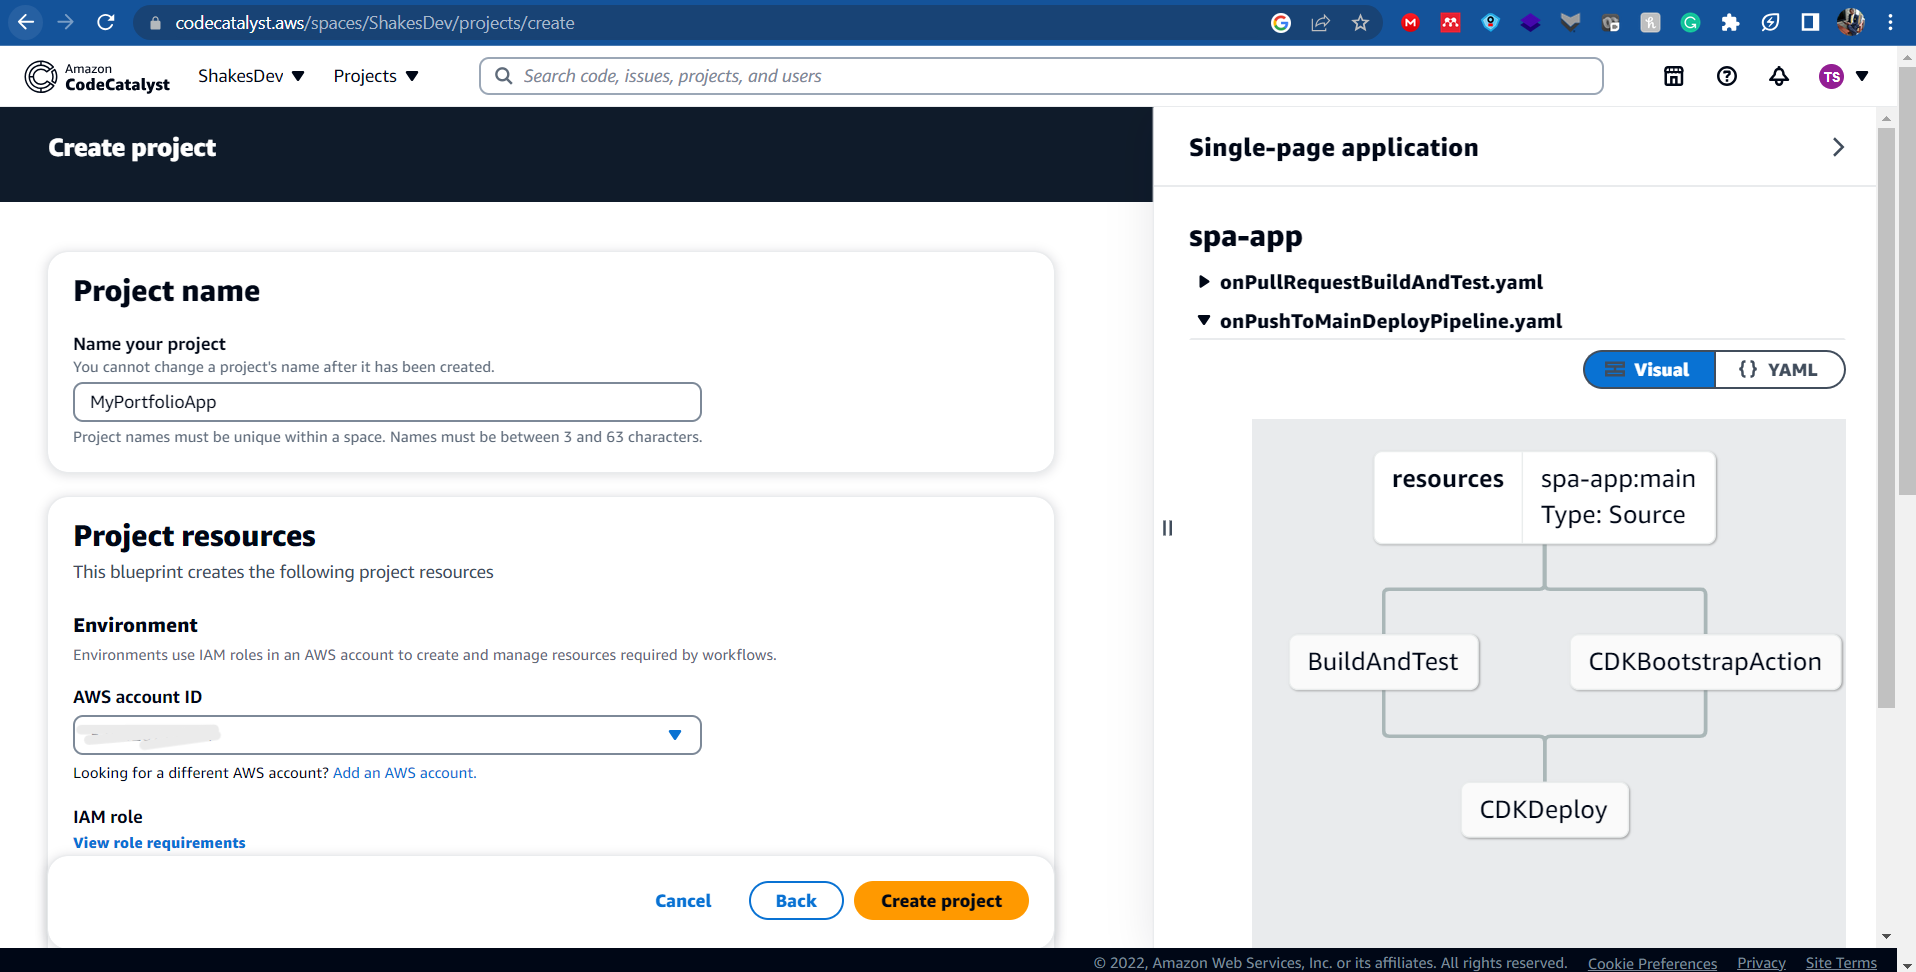 codecatalyst.aws/spaces/ShakesDev/projects/create
Amazon
CodeCatalyst
ShakesDev
Projects
Search code, issues, projects, and users
TS
Create project
Project name
Name your project
You cannot change a project's name after it has been created.
MyPortfolioApp
Project names must be unique within a space. Names must be between 3 and 63 characters.
Project resources
This blueprint creates the following project resources
Environment
Environments use IAM roles in an AWS account to create and manage resources required by workflows.
AWS account ID
Looking for a different AWS account? Add an AWS account.
IAM role
View role requirements
Cancel
Back
Create project
Single-page application
spa-app
onPullRequestBuildAndTest.yaml
onPushToMainDeployPipeline.yaml
Visual
{} YAML
resources
spa-app:main
Type: Source
BuildAndTest
CDKBootstrapAction
CDKDeploy
© 2022, Amazon Web Services, Inc. or its affiliates. All rights reserved. Cookie Preferences Privacy Site Terms